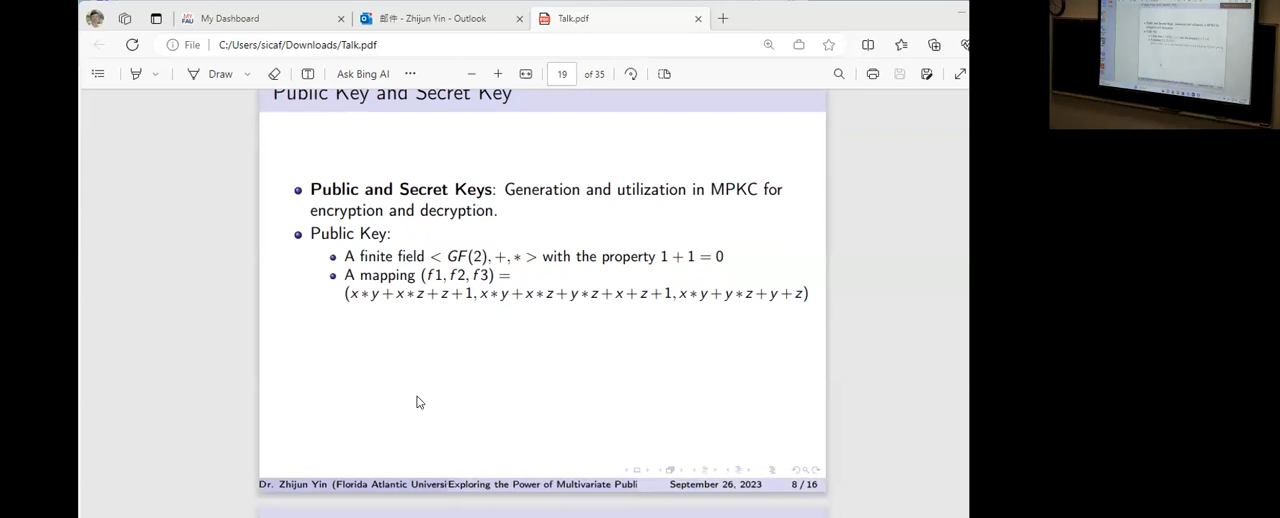 My Dashboard
邮件 - Zhijun Yin - Outlook
Talk.pdf
File
C:/Users/sicaf/Downloads/Talk.pdf
Draw
Ask Bing AI
19
of 35
Public Key and Secret Key
Public and Secret Keys: Generation and utilization in MPKC for
encryption and decryption.
Public Key:
A finite field < GF(2), +, * > with the property 1 + 1 = 0
A mapping (f1, f2, f3) =
(x*y+x*z+z+1, x*y+x*z+y*z+x+z+1, x*y+y*z+y+z)
Dr. Zhijun Yin (Florida Atlantic Universi
Exploring the Power of Multivariate Publi
September 26, 2023
8 / 16